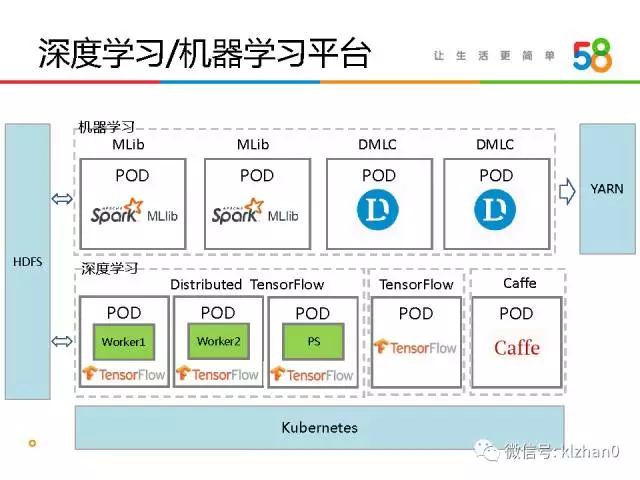 深度学习/机器学习平台
让生活更简单
58
机器学习
MLib
MLib
DMLC
DMLC
POD
POD
POD
POD
APACHE Spark MLlib
APACHE Spark MLlib
D
D
YARN
HDFS
深度学习
Distributed TensorFlow
TensorFlow
Caffe
POD
POD
POD
POD
POD
Worker1
Worker2
PS
TensorFlow
TensorFlow
TensorFlow
TensorFlow
Caffe
Kubernetes
微信号: klzhan0